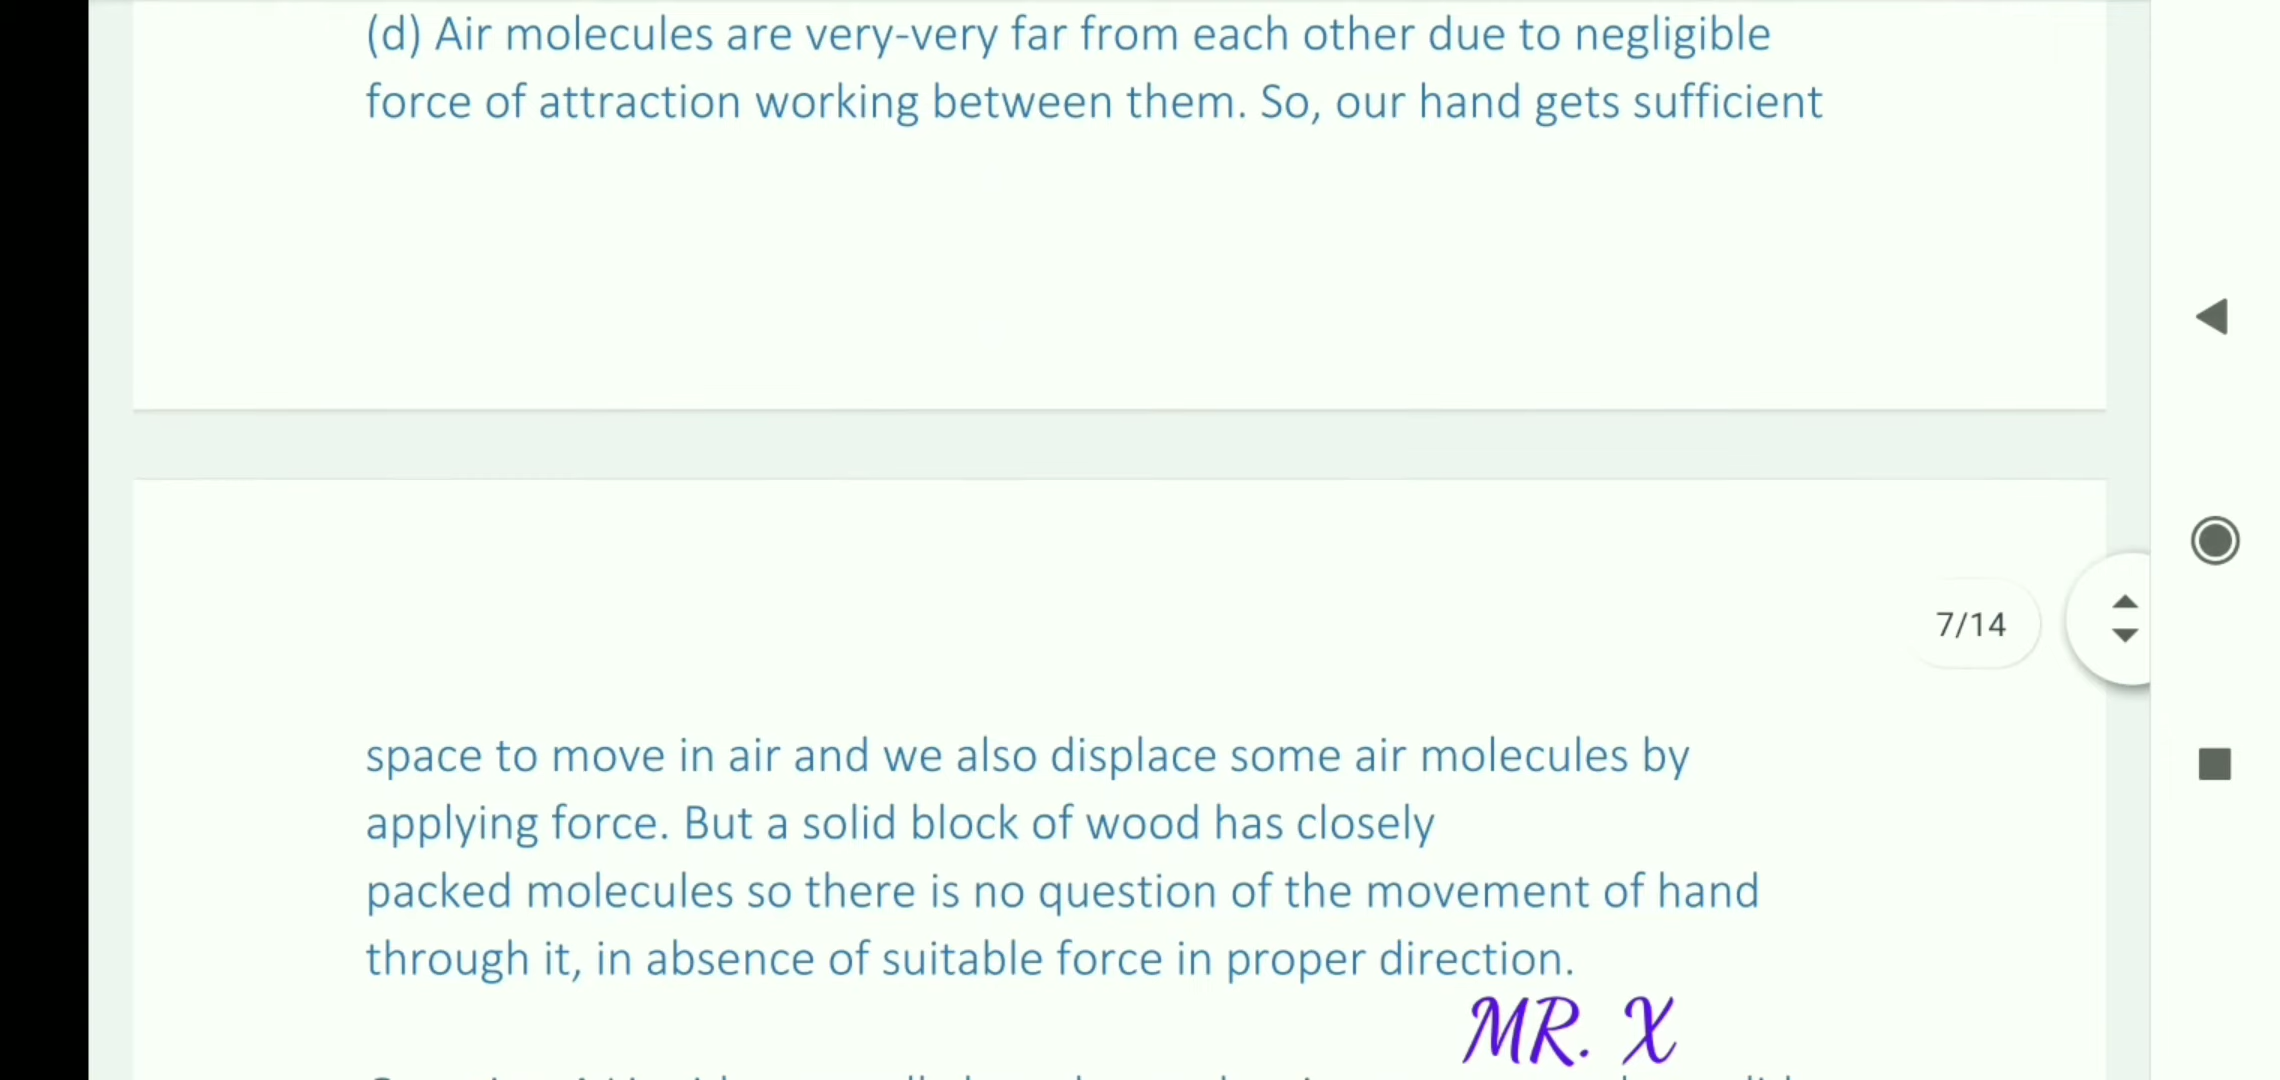 (d) Air molecules are very-very far from each other due to negligible
force of attraction working between them. So, our hand gets sufficient
7/14
space to move in air and we also displace some air molecules by
applying force. But a solid block of wood has closely
packed molecules so there is no question of the movement of hand
through it, in absence of suitable force in proper direction.
MR. X